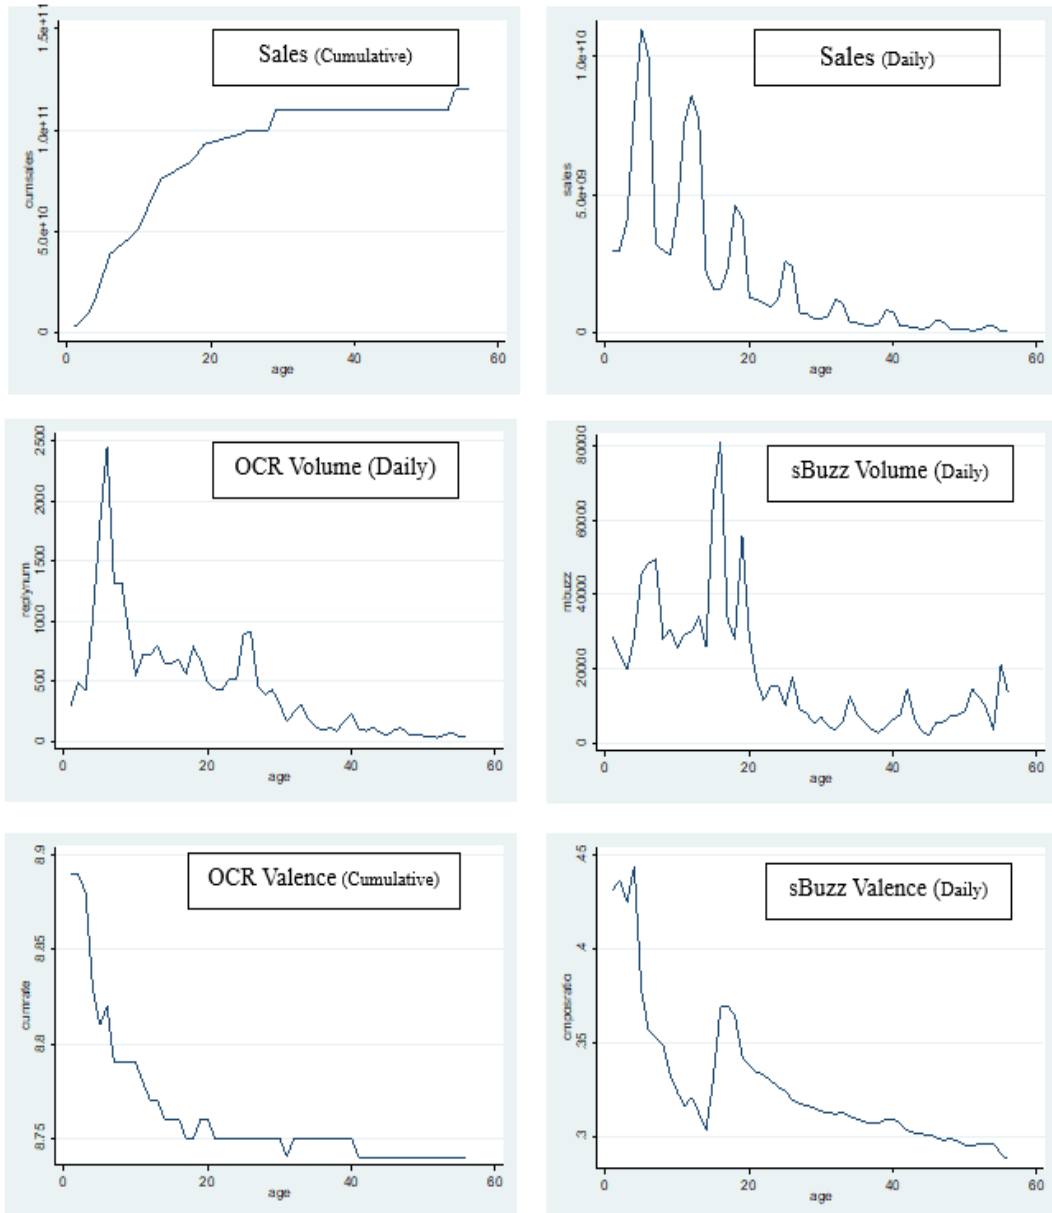 Sales (Cumulative)
1.5e+11
1.0e+11
5.0e+10
0
cumsales
0 20 40 60
age
Sales (Daily)
1.0e+10
5.0e+09
0
sales
0 20 40 60
age
OCR Volume (Daily)
2500
2000
1500
1000
500
0
replynum
0 20 40 60
age
sBuzz Volume (Daily)
80000
60000
40000
20000
0
mbuzz
0 20 40 60
age
OCR Valence (Cumulative)
8.9
8.85
8.8
8.75
cumrate
0 20 40 60
age
sBuzz Valence (Daily)
.45
.4
.35
.3
cmposratio
0 20 40 60
age